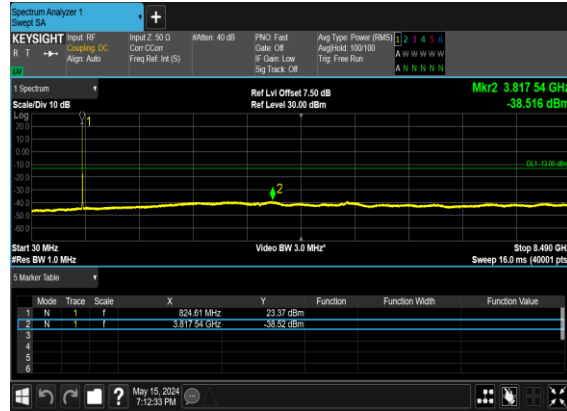 Spectrum Analyzer 1
Swept SA
+
KEYSIGHT Input: RF Input Z: 50 Ω #Atten: 40 dB PNO: Fast Avg Type: Power (RMS) 1 2 3 4 5 6
R T Coupling: DC Corr CCorr Gate: Off Avg|Hold: 100/100 A W W W W W
Align: Auto Freq Ref: Int (S) IF Gain: Low Trig: Free Run
Sig Track: Off A N N N N N
1 Spectrum Ref Lvl Offset 7.50 dB Mkr2 3.817 54 GHz
Scale/Div 10 dB Ref Level 30.00 dBm -38.516 dBm
Log
1
20.0
10.0
0.00
-10.0
DL1 -13.00 dBm
-20.0
-30.0
2
-40.0
-50.0
-60.0
Start 30 MHz Video BW 3.0 MHz* Stop 8.490 GHz
#Res BW 1.0 MHz Sweep 16.0 ms (40001 pts)
5 Marker Table
Mode Trace Scale X Y Function Function Width Function Value
1 N 1 f 824.61 MHz 23.37 dBm
2 N 1 f 3.817 54 GHz -38.52 dBm
3
4
5
6
? May 15, 2024
7:12:33 PM